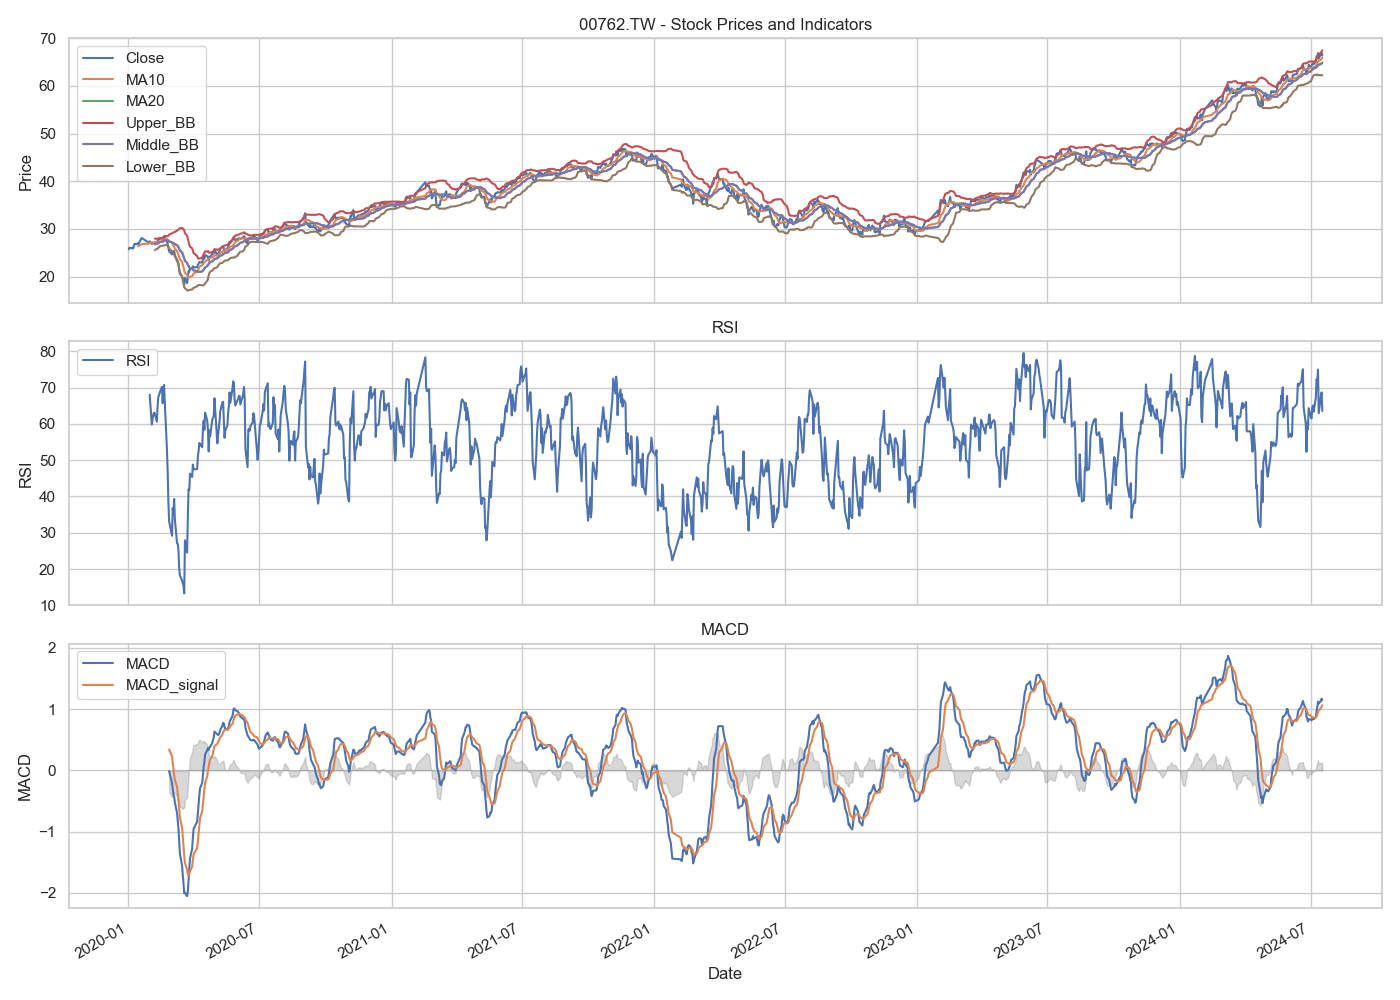 00762.TW - Stock Prices and Indicators
70
60
50
40
30
20
Price
Close
MA10
MA20
Upper_BB
Middle_BB
Lower_BB
RSI
80
70
60
50
40
30
20
10
RSI
RSI
MACD
2
1
0
−1
−2
MACD
MACD
MACD_signal
2020-01
2020-07
2021-01
2021-07
2022-01
2022-07
2023-01
2023-07
2024-01
2024-07
Date